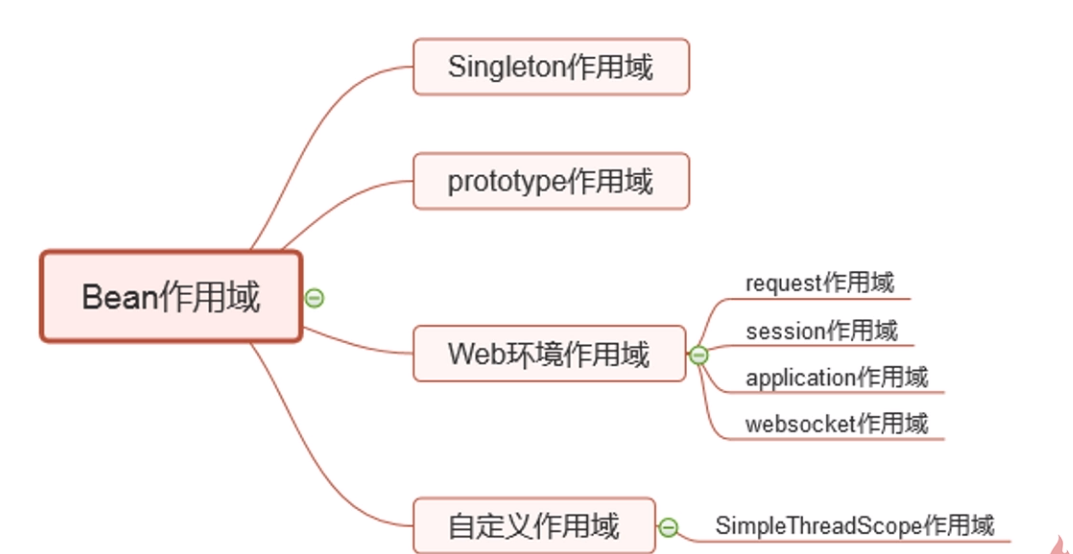 Singleton作用域
prototype作用域
Bean作用域
Web环境作用域
request作用域
session作用域
application作用域
websocket作用域
自定义作用域
SimpleThreadScope作用域